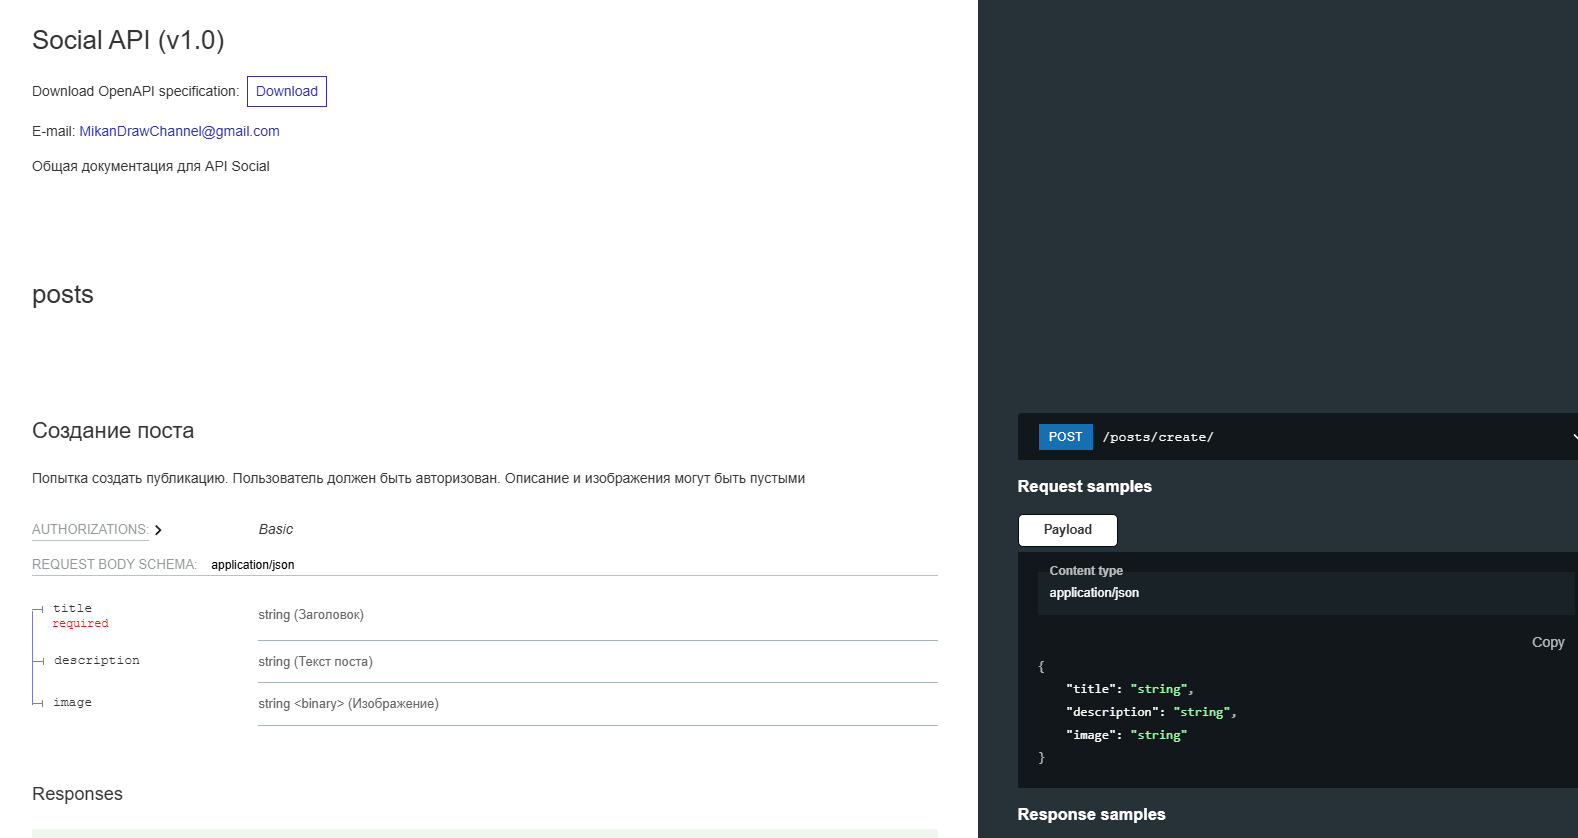 Social API (v1.0)
Download OpenAPI specification: Download
E-mail: MikanDrawChannel@gmail.com
Общая документация для API Social
posts
Создание поста
Попытка создать публикацию. Пользователь должен быть авторизован. Описание и изображения могут быть пустыми
AUTHORIZATIONS: Basic
REQUEST BODY SCHEMA: application/json
title
required
string (Заголовок)
description string (Текст поста)
image string <binary> (Изображение)
Responses
POST /posts/create/
Request samples
Payload
Content type
application/json
Copy
{
"title": "string",
"description": "string",
"image": "string"
}
Response samples